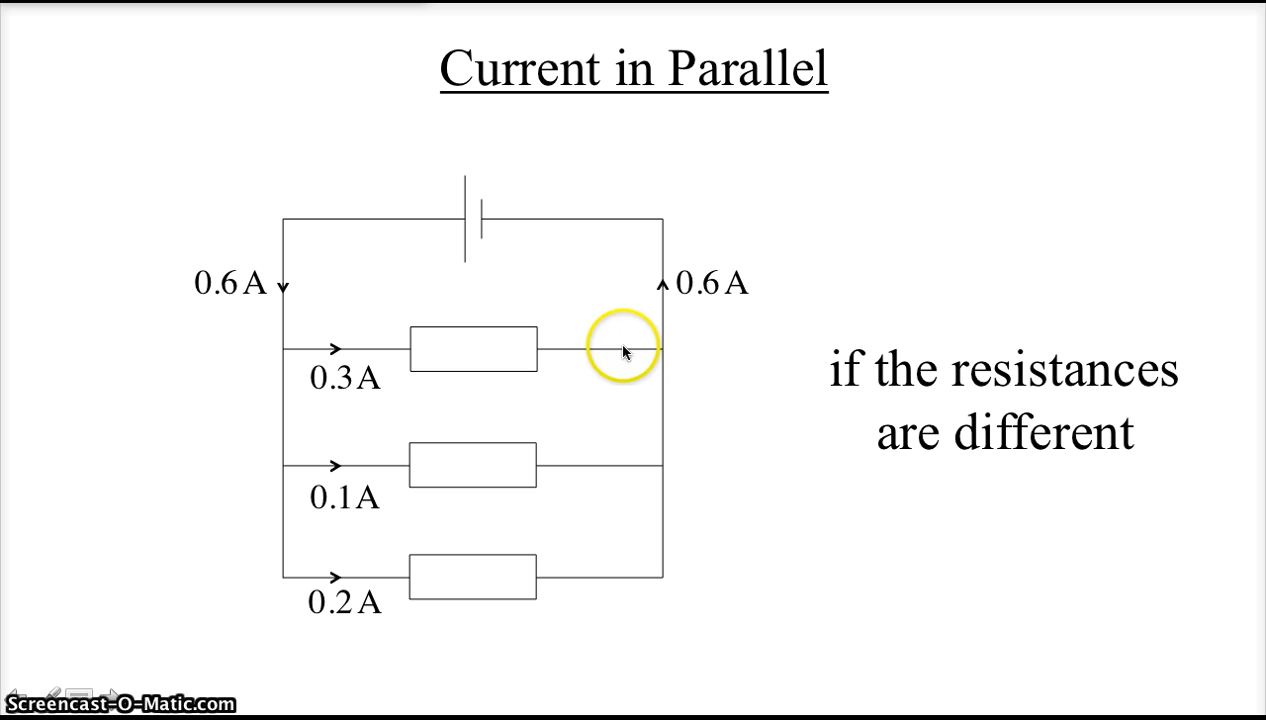 Current in Parallel
0.6 A
0.6 A
0.3 A
if the resistances
are different
0.1 A
0.2 A
Screencast-O-Matic.com